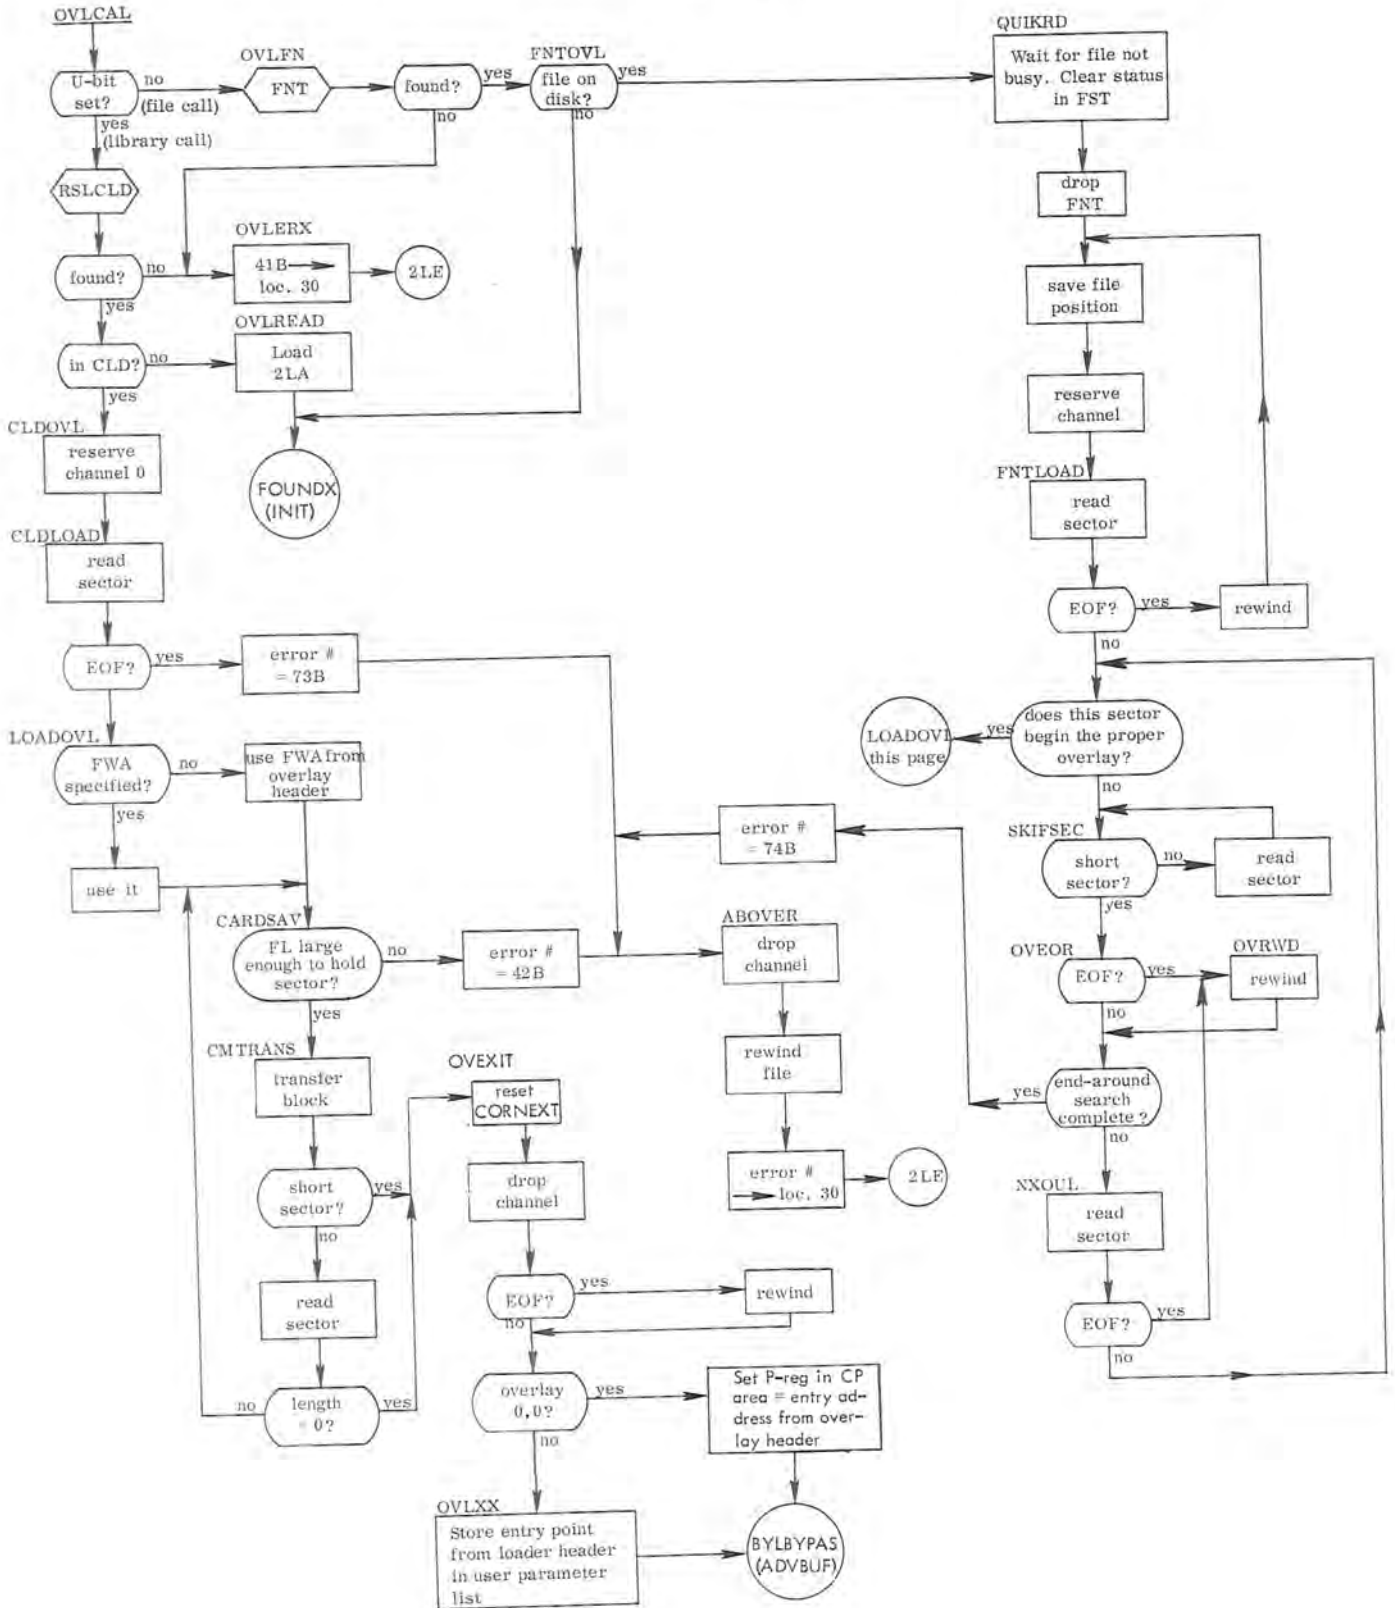 OVLCAL
U-bit
set?
no
(file call)
yes
(library call)
OVLFN
FNT
found?
yes
no
FNTOVL
file on
disk?
yes
no
QUIKRD
Wait for file not
busy. Clear status
in FST
drop
FNT
save file
position
reserve
channel
FNTLOAD
read
sector
EOF?
yes
rewind
no
RSLCLD
found?
no
yes
OVLERX
41B
loc. 30
2LE
in CLD?
no
yes
OVLREAD
Load
2LA
FOUNDX
(INIT)
CLDOVL
reserve
channel 0
CLDLOAD
read
sector
EOF?
yes
error #
= 73B
LOADOVL
FWA
specified?
no
yes
use FWA from
overlay
header
use it
CARDSAV
FL large
enough to hold
sector?
no
yes
error #
= 42B
CMTRANS
transfer
block
short
sector?
yes
no
read
sector
length
= 0?
no
yes
OVEXIT
reset
CORNEXT
drop
channel
EOF?
yes
no
rewind
overlay
0,0?
yes
no
Set P-reg in CP
area = entry ad-
dress from over-
lay header
OVLXX
Store entry point
from loader header
in user parameter
list
BYLBYPAS
(ADVBUF)
error #
= 74B
ABOVER
drop
channel
rewind
file
error #
loc. 30
2LE
does this sector
begin the proper
overlay?
yes
no
LOADOVL
this page
SKIFSEC
short
sector?
no
yes
read
sector
OVEOR
EOF?
yes
no
OVRWD
rewind
end-around
search
complete?
yes
no
NXOUL
read
sector
EOF?
yes
no